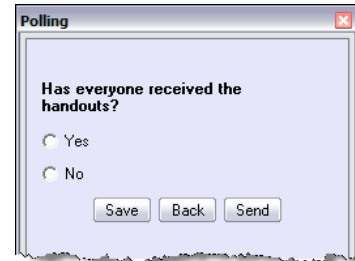 Polling
Has everyone received the
handouts?
Yes
No
Save Back Send